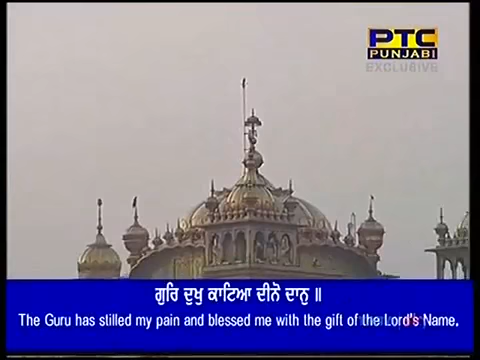 PTC
PUNJABI
EXCLUSIVE
ਗੁਰਿ ਦੁਖੁ ਕਾਟਿਆ ਦੀਨੋ ਦਾਨੁ ॥
The Guru has stilled my pain and blessed me with the gift of the Lord's Name.